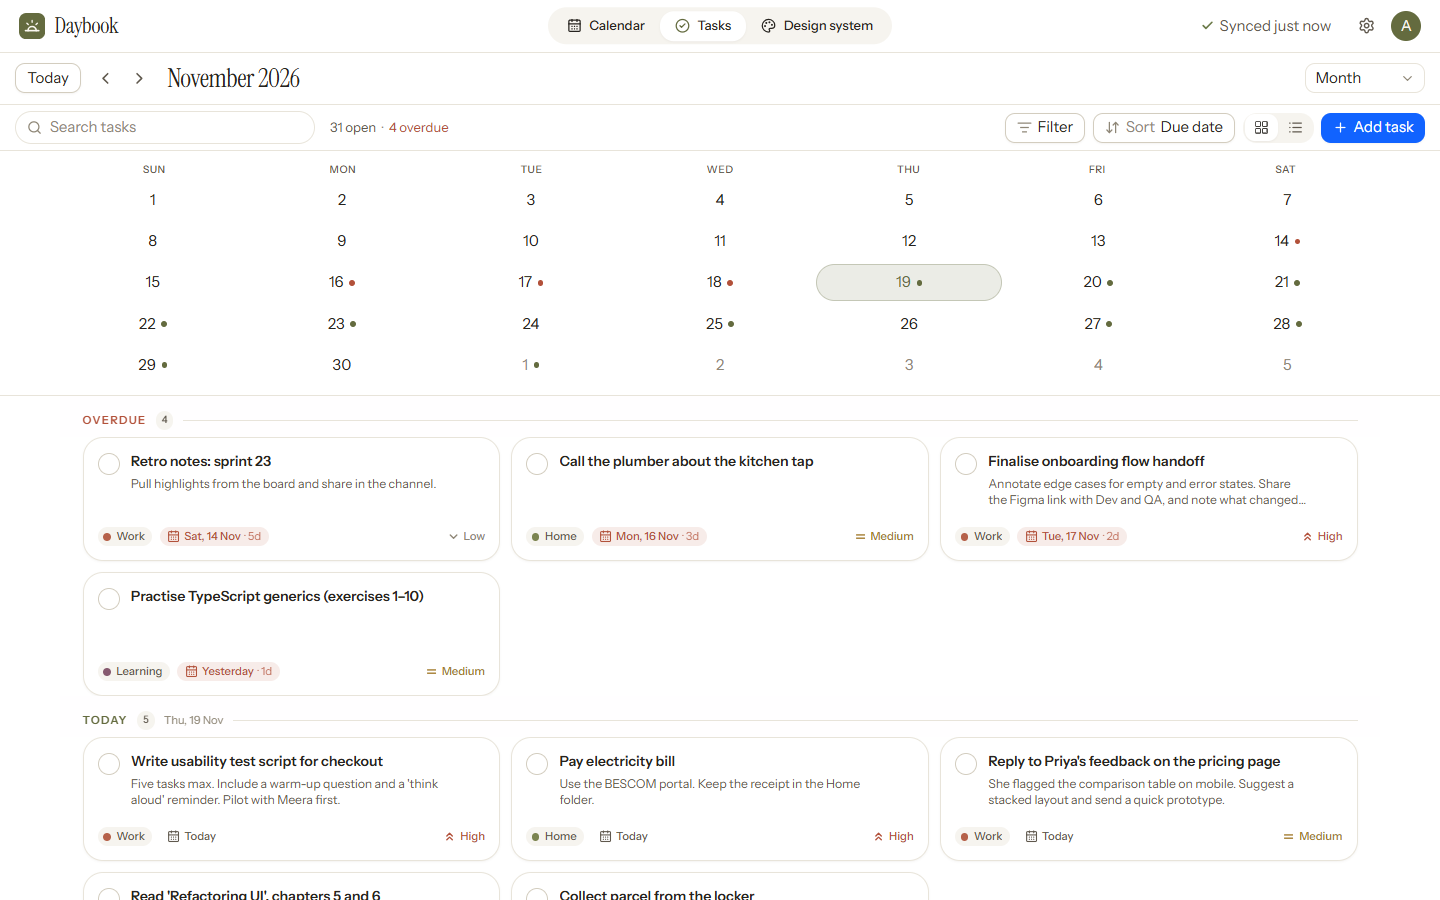 Daybook
Calendar
Tasks
Design system
Synced just now
A
Today
November 2026
Month
Search tasks
31 open · 4 overdue
Filter
Sort Due date
Add task
SUN MON TUE WED THU FRI SAT
1 2 3 4 5 6 7
8 9 10 11 12 13 14
15 16 17 18 19 20 21
22 23 24 25 26 27 28
29 30 1 2 3 4 5
OVERDUE 4
Retro notes: sprint 23
Pull highlights from the board and share in the channel.
Work
Sat, 14 Nov · 5d
Low
Call the plumber about the kitchen tap
Home
Mon, 16 Nov · 3d
Medium
Finalise onboarding flow handoff
Annotate edge cases for empty and error states. Share
the Figma link with Dev and QA, and note what changed...
Work
Tue, 17 Nov · 2d
High
Practise TypeScript generics (exercises 1–10)
Learning
Yesterday · 1d
Medium
TODAY 5 Thu, 19 Nov
Write usability test script for checkout
Five tasks max. Include a warm-up question and a 'think
aloud' reminder. Pilot with Meera first.
Work
Today
High
Pay electricity bill
Use the BESCOM portal. Keep the receipt in the Home
folder.
Home
Today
High
Reply to Priya's feedback on the pricing page
She flagged the comparison table on mobile. Suggest a
stacked layout and send a quick prototype.
Work
Today
Medium
Read 'Refactoring UI', chapters 5 and 6
Collect parcel from the locker